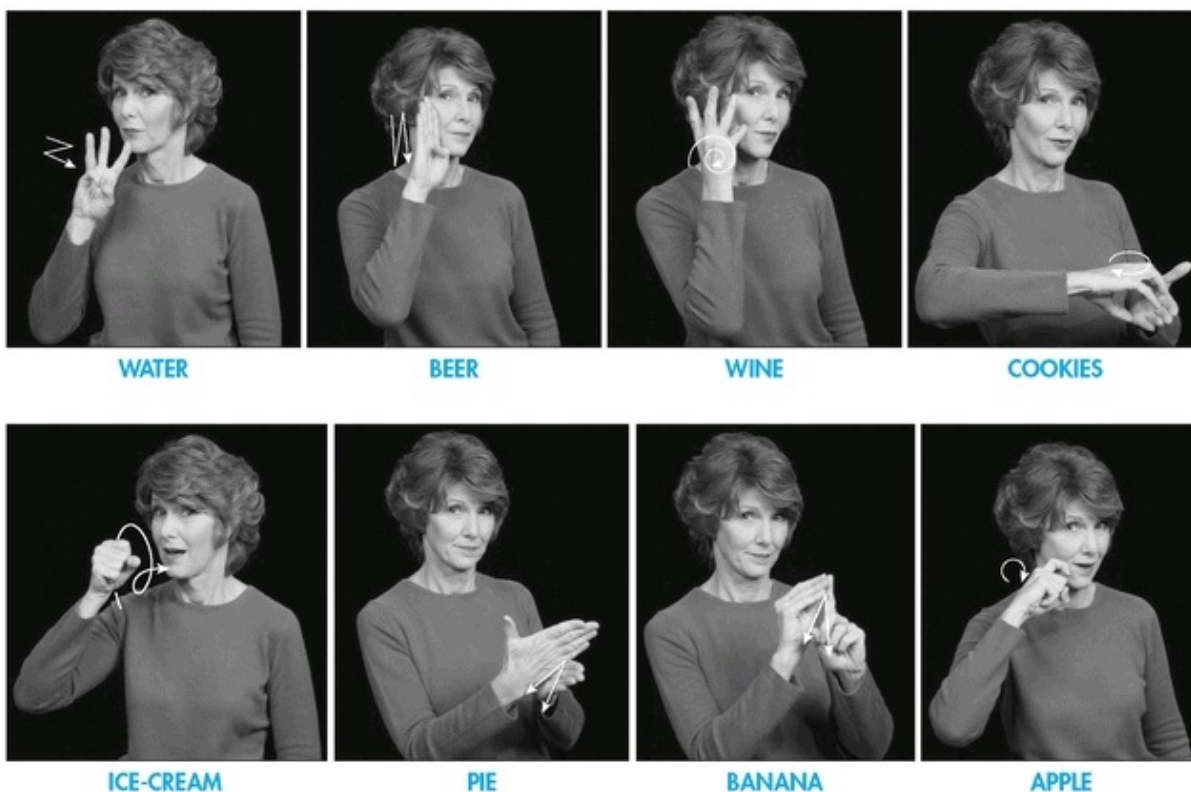 WATER
BEER
WINE
COOKIES
ICE-CREAM
PIE
BANANA
APPLE